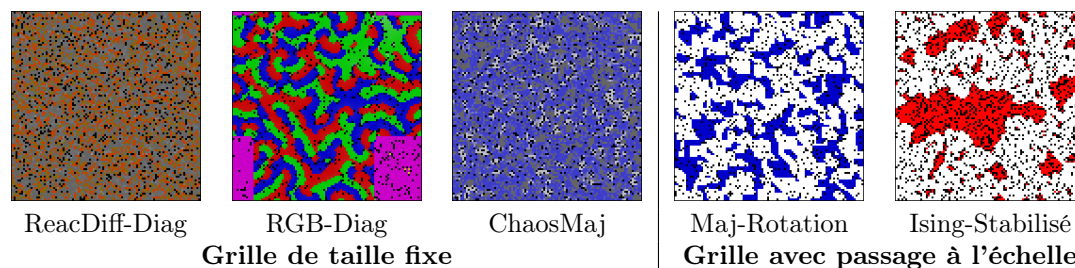 ReacDiff-Diag RGB-Diag ChaosMaj Maj-Rotation Ising-Stabilisé
Grille de taille fixe Grille avec passage à l'échelle